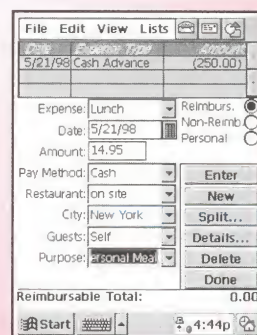 File Edit View Lists
Date Expense Type Amount
5/21/98 Cash Advance (250.00)
Expense: Lunch Reimburs.
Non-Reimb.
Date: 5/21/98
Personal
Amount: 14.95
Pay Method: Cash Enter
Restaurant: on site New
City: New York Split...
Guests: Self Details...
Purpose: ersonal Meal Delete
Done
Reimbursable Total: 0.00
Start 4:44p